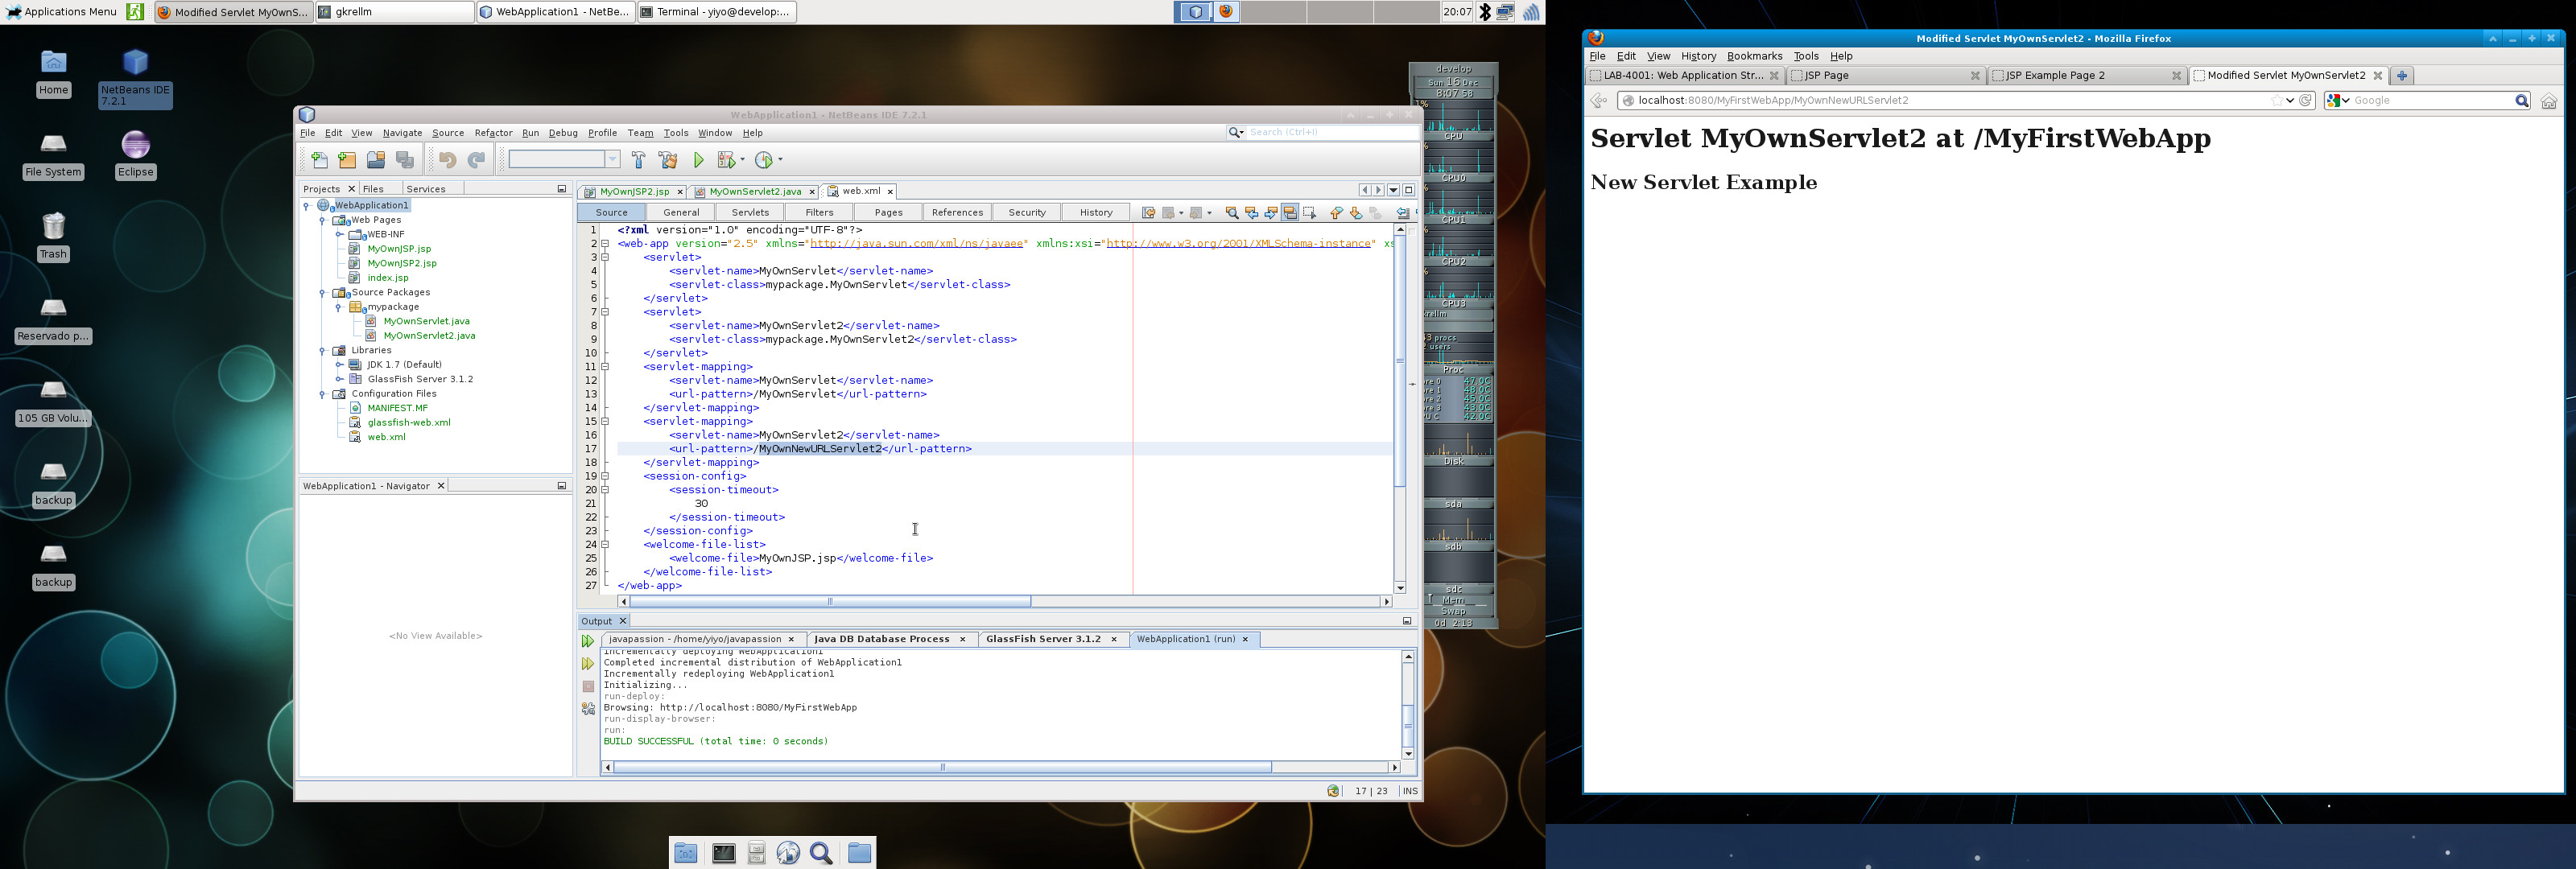 Applications Menu
Modified Servlet MyOwnS...
gkrellm
WebApplication1 - NetBe...
Terminal - yiyo@develop:...
20:07
Home
NetBeans IDE
7.2.1
File System
Eclipse
Trash
Reservado p...
105 GB Volu...
backup
backup
WebApplication1 - NetBeans IDE 7.2.1
File Edit View Navigate Source Refactor Run Debug Profile Team Tools Window Help
Search (Ctrl+I)
Projects Files Services
WebApplication1
Web Pages
WEB-INF
MyOwnJSP.jsp
MyOwnJSP2.jsp
index.jsp
Source Packages
mypackage
MyOwnServlet.java
MyOwnServlet2.java
Libraries
JDK 1.7 (Default)
GlassFish Server 3.1.2
Configuration Files
MANIFEST.MF
glassfish-web.xml
web.xml
WebApplication1 - Navigator
<No View Available>
MyOwnJSP2.jsp MyOwnServlet2.java web.xml
Source General Servlets Filters Pages References Security History
1 <?xml version="1.0" encoding="UTF-8"?>
2 <web-app version="2.5" xmlns="http://java.sun.com/xml/ns/javaee" xmlns:xsi="http://www.w3.org/2001/XMLSchema-instance" xs
3 <servlet>
4 <servlet-name>MyOwnServlet</servlet-name>
5 <servlet-class>mypackage.MyOwnServlet</servlet-class>
6 </servlet>
7 <servlet>
8 <servlet-name>MyOwnServlet2</servlet-name>
9 <servlet-class>mypackage.MyOwnServlet2</servlet-class>
10 </servlet>
11 <servlet-mapping>
12 <servlet-name>MyOwnServlet</servlet-name>
13 <url-pattern>/MyOwnServlet</url-pattern>
14 </servlet-mapping>
15 <servlet-mapping>
16 <servlet-name>MyOwnServlet2</servlet-name>
17 <url-pattern>/MyOwnNewURLServlet2</url-pattern>
18 </servlet-mapping>
19 <session-config>
20 <session-timeout>
21 30
22 </session-timeout>
23 </session-config>
24 <welcome-file-list>
25 <welcome-file>MyOwnJSP.jsp</welcome-file>
26 </welcome-file-list>
27 </web-app>
Output
javapassion - /home/yiyo/javapassion Java DB Database Process GlassFish Server 3.1.2 WebApplication1 (run)
Incrementally deploying WebApplication1
Completed incremental distribution of WebApplication1
Incrementally redeploying WebApplication1
Initializing...
run-deploy:
Browsing: http://localhost:8080/MyFirstWebApp
run-display-browser:
run:
BUILD SUCCESSFUL (total time: 0 seconds)
17 | 23 INS
develop
Sun 16 Dec
8:07 58
CPU
CPU0
CPU1
CPU2
CPU3
procs
users
Proc
Disk
sda
sdb
sdc
Mem
Swap
0d 2:13
Modified Servlet MyOwnServlet2 - Mozilla Firefox
File Edit View History Bookmarks Tools Help
LAB-4001: Web Application Str... JSP Page JSP Example Page 2 Modified Servlet MyOwnServlet2
localhost:8080/MyFirstWebApp/MyOwnNewURLServlet2
Google
Servlet MyOwnServlet2 at /MyFirstWebApp
New Servlet Example